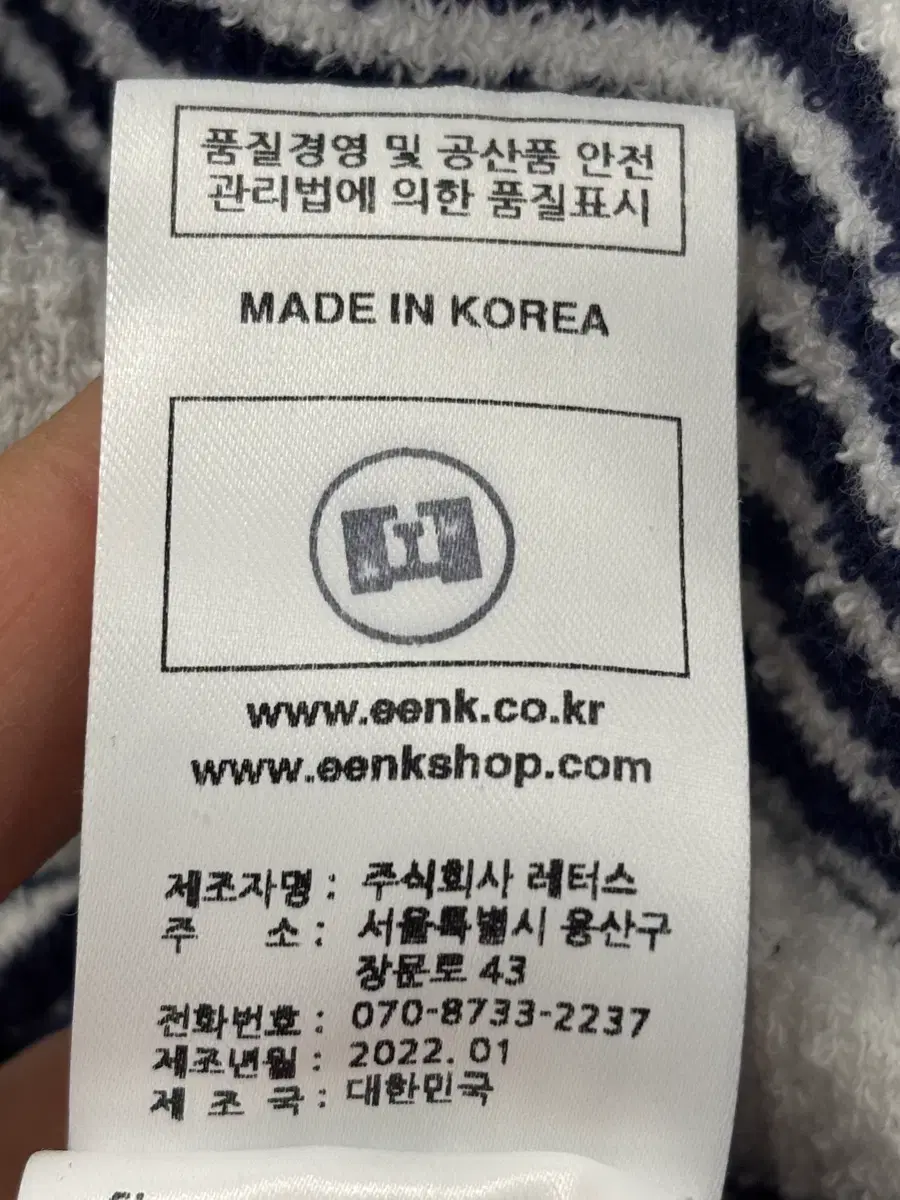 품질경영 및 공산품 안전
관리법에 의한 품질표시
MADE IN KOREA
www.eenk.co.kr
www.eenkshop.com
제조자명 : 주식회사 레터스
주 소 : 서울특별시 용산구
장문로 43
전화번호 : 070-8733-2237
제조년월 : 2022. 01
제 조 국 : 대한민국